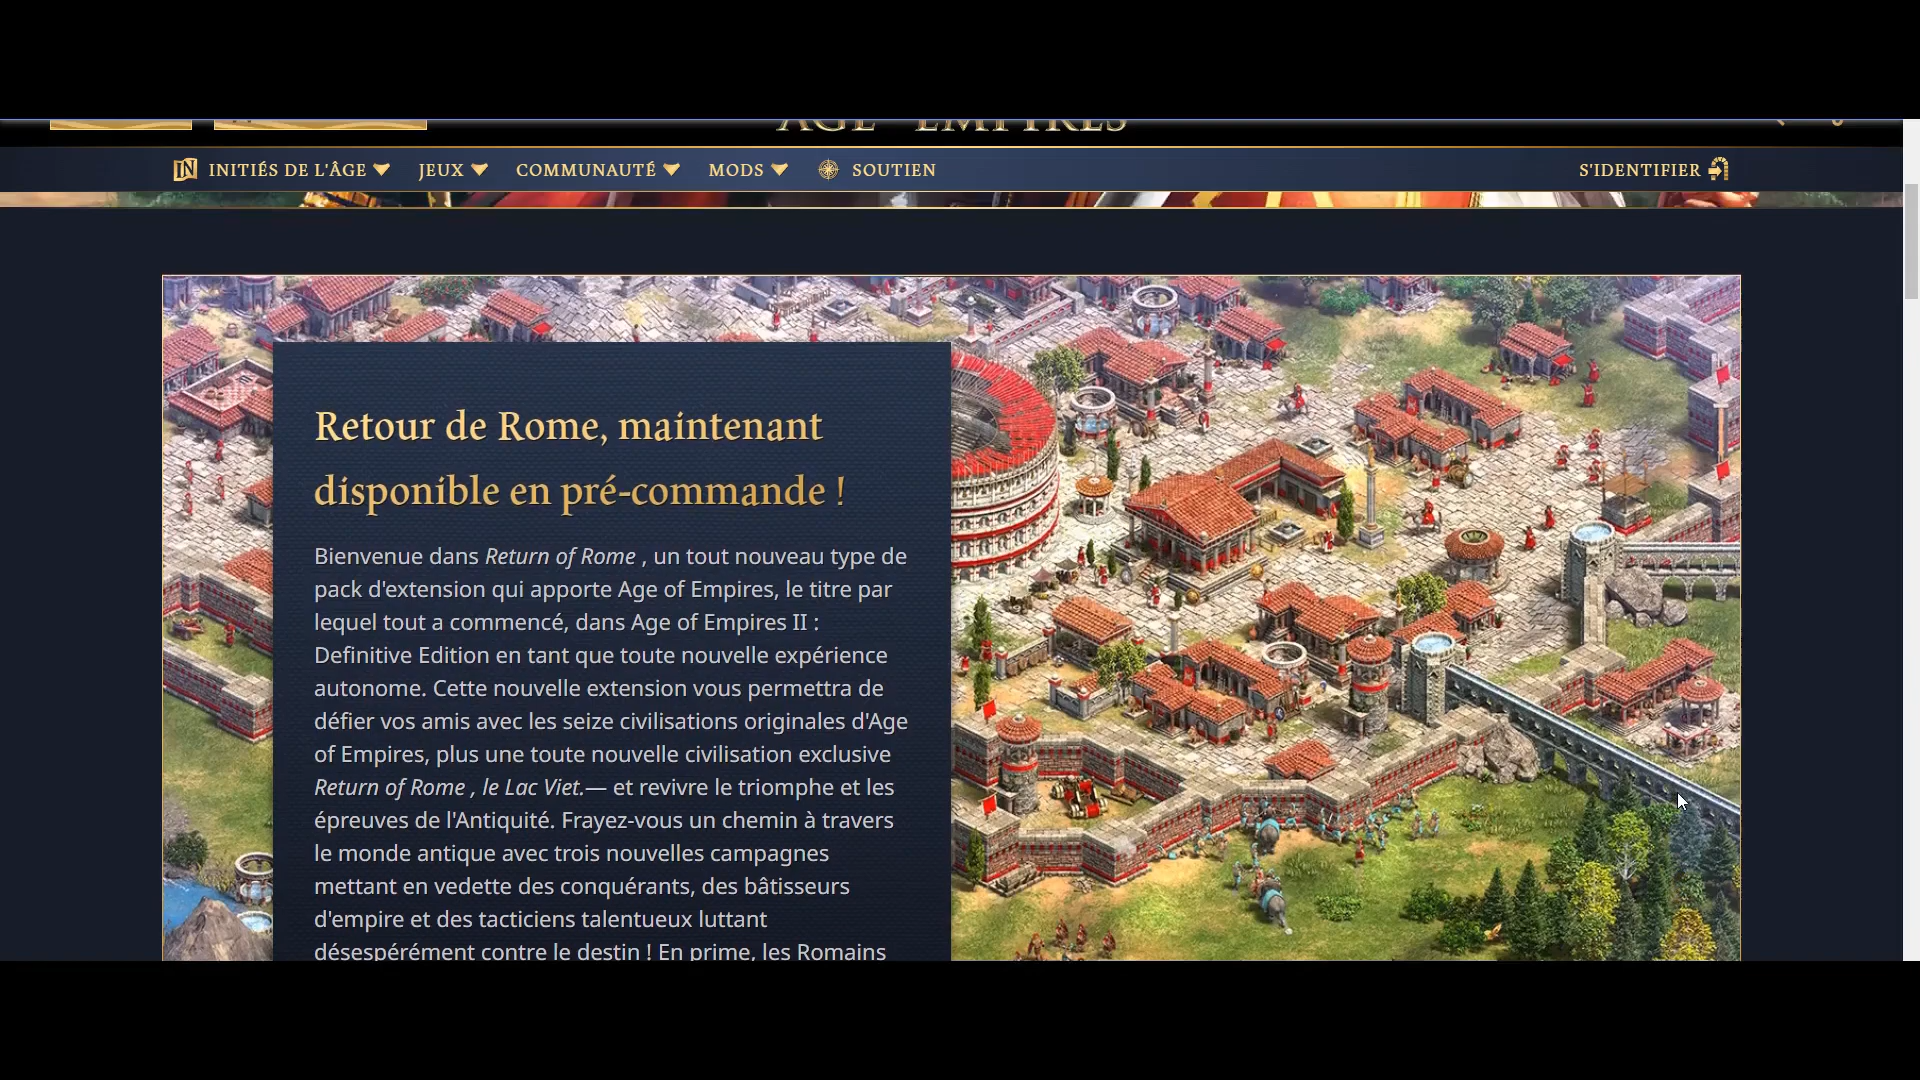 AGE EMPIRES
INITIÉS DE L'ÂGE
JEUX
COMMUNAUTÉ
MODS
SOUTIEN
S'IDENTIFIER
Retour de Rome, maintenant
disponible en pré-commande !
Bienvenue dans Return of Rome , un tout nouveau type de
pack d'extension qui apporte Age of Empires, le titre par
lequel tout a commencé, dans Age of Empires II :
Definitive Edition en tant que toute nouvelle expérience
autonome. Cette nouvelle extension vous permettra de
défier vos amis avec les seize civilisations originales d'Age
of Empires, plus une toute nouvelle civilisation exclusive
Return of Rome , le Lac Viet.— et revivre le triomphe et les
épreuves de l'Antiquité. Frayez-vous un chemin à travers
le monde antique avec trois nouvelles campagnes
mettant en vedette des conquérants, des bâtisseurs
d'empire et des tacticiens talentueux luttant
désespérément contre le destin ! En prime, les Romains